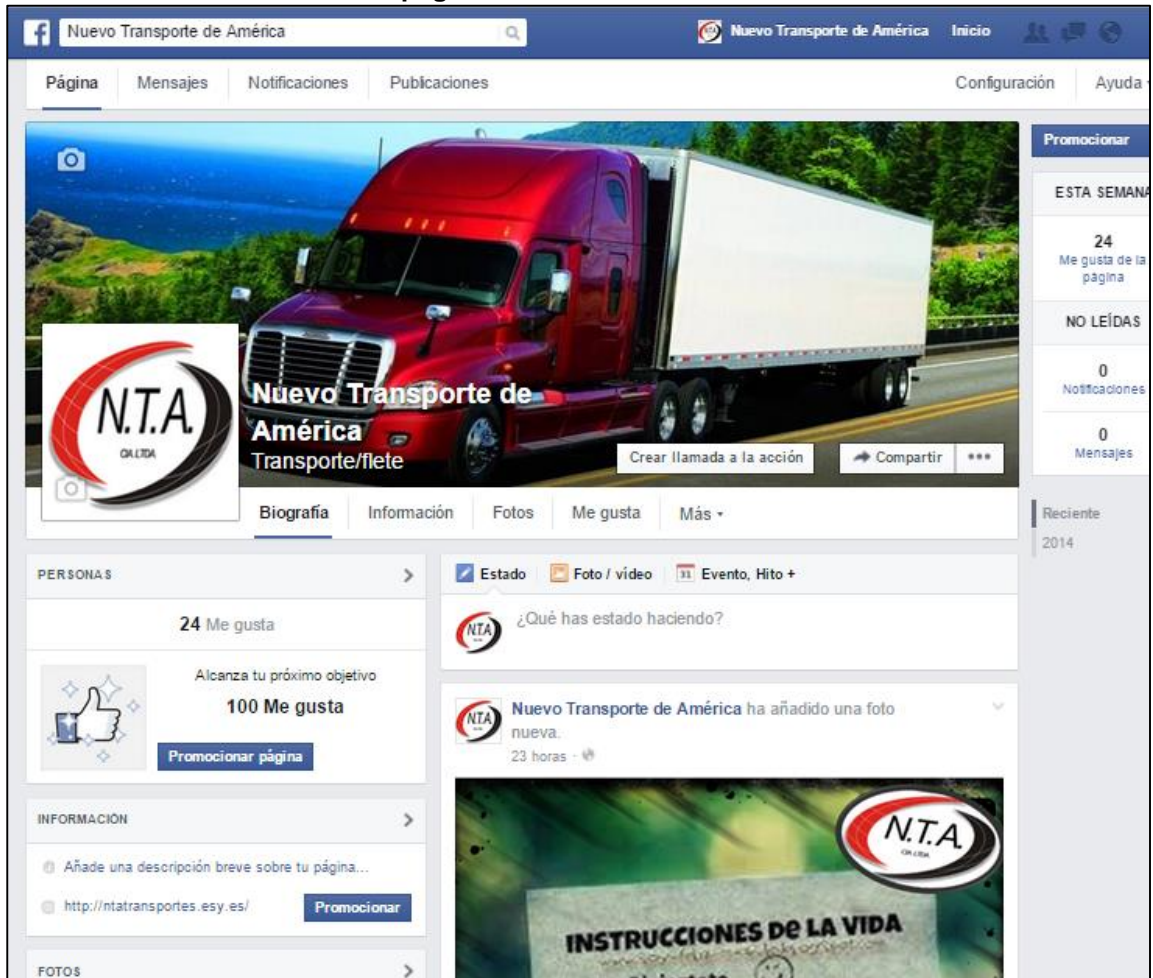 Nuevo Transporte de América
Nuevo Transporte de América Inicio
Página Mensajes Notificaciones Publicaciones Configuración Ayuda
Promocionar
ESTA SEMANA
24
Me gusta de la
página
NO LEÍDAS
0
Notificaciones
0
Mensajes
Reciente
2014
N.T.A.
CIA LTDA
Nuevo Transporte de
América
Transporte/flete
Crear llamada a la acción Compartir
Biografía Información Fotos Me gusta Más
PERSONAS
24 Me gusta
Alcanza tu próximo objetivo
100 Me gusta
Promocionar página
INFORMACIÓN
Añade una descripción breve sobre tu página...
http://ntatransportes.esy.es/ Promocionar
FOTOS
Estado Foto / vídeo 31 Evento, Hito +
N.T.A
¿Qué has estado haciendo?
N.T.A
Nuevo Transporte de América ha añadido una foto
nueva.
23 horas
N.T.A.
CIA LTDA
INSTRUCCIONES DE LA VIDA